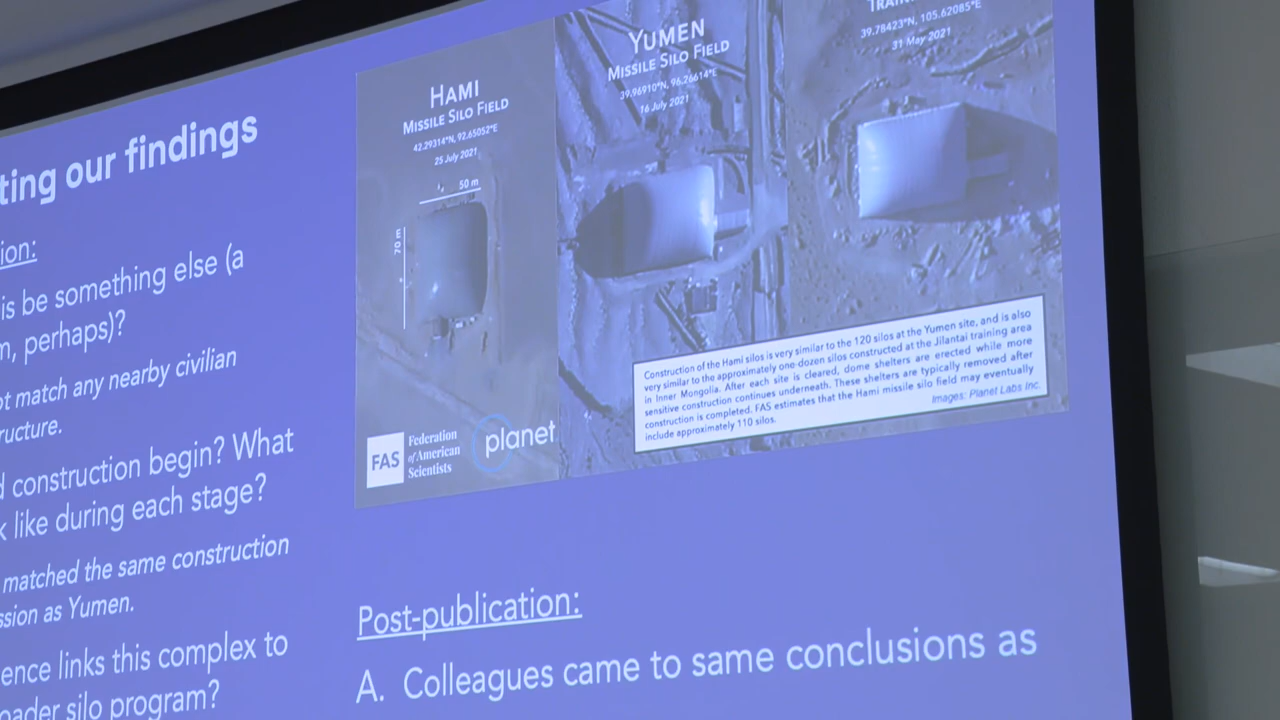 ting our findings
ion:
is be something else (a
m, perhaps)?
ot match any nearby civilian
ructure.
d construction begin? What
k like during each stage?
matched the same construction
ssion as Yumen.
ence links this complex to
oader silo program?
HAMI
MISSILE SILO FIELD
42.29314°N, 92.65052°E
25 July 2021
50 m
70 m
FAS
Federation
of American
Scientists
planet
YUMEN
MISSILE SILO FIELD
39.96910°N, 96.26614°E
16 July 2021
39.78423°N, 105.62085°E
31 May 2021
Construction of the Hami silos is very similar to the 120 silos at the Yumen site, and is also
very similar to the approximately one-dozen silos constructed at the Jilantai training area
in Inner Mongolia. After each site is cleared, dome shelters are erected while more
sensitive construction continues underneath. These shelters are typically removed after
construction is completed. FAS estimates that the Hami missile silo field may eventually
include approximately 110 silos.
Images: Planet Labs Inc.
Post-publication:
A. Colleagues came to same conclusions as